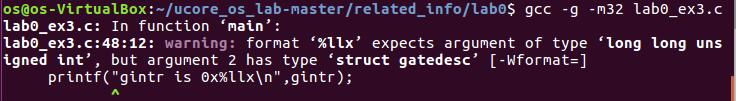 os@os-VirtualBox:~/ucore_os_lab-master/related_info/lab0$ gcc -g -m32 lab0_ex3.c
lab0_ex3.c: In function ‘main’:
lab0_ex3.c:48:12: warning: format ‘%llx’ expects argument of type ‘long long uns
igned int’, but argument 2 has type ‘struct gatedesc’ [-Wformat=]
    printf("gintr is 0x%llx\n",gintr);
           ^